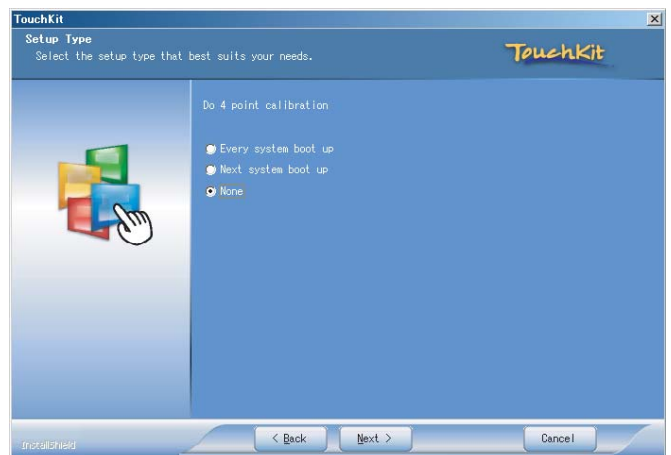 TouchKit
Setup Type
Select the setup type that best suits your needs.
TouchKit
Do 4 point calibration
Every system boot up
Next system boot up
None
InstallShield
< Back
Next >
Cancel